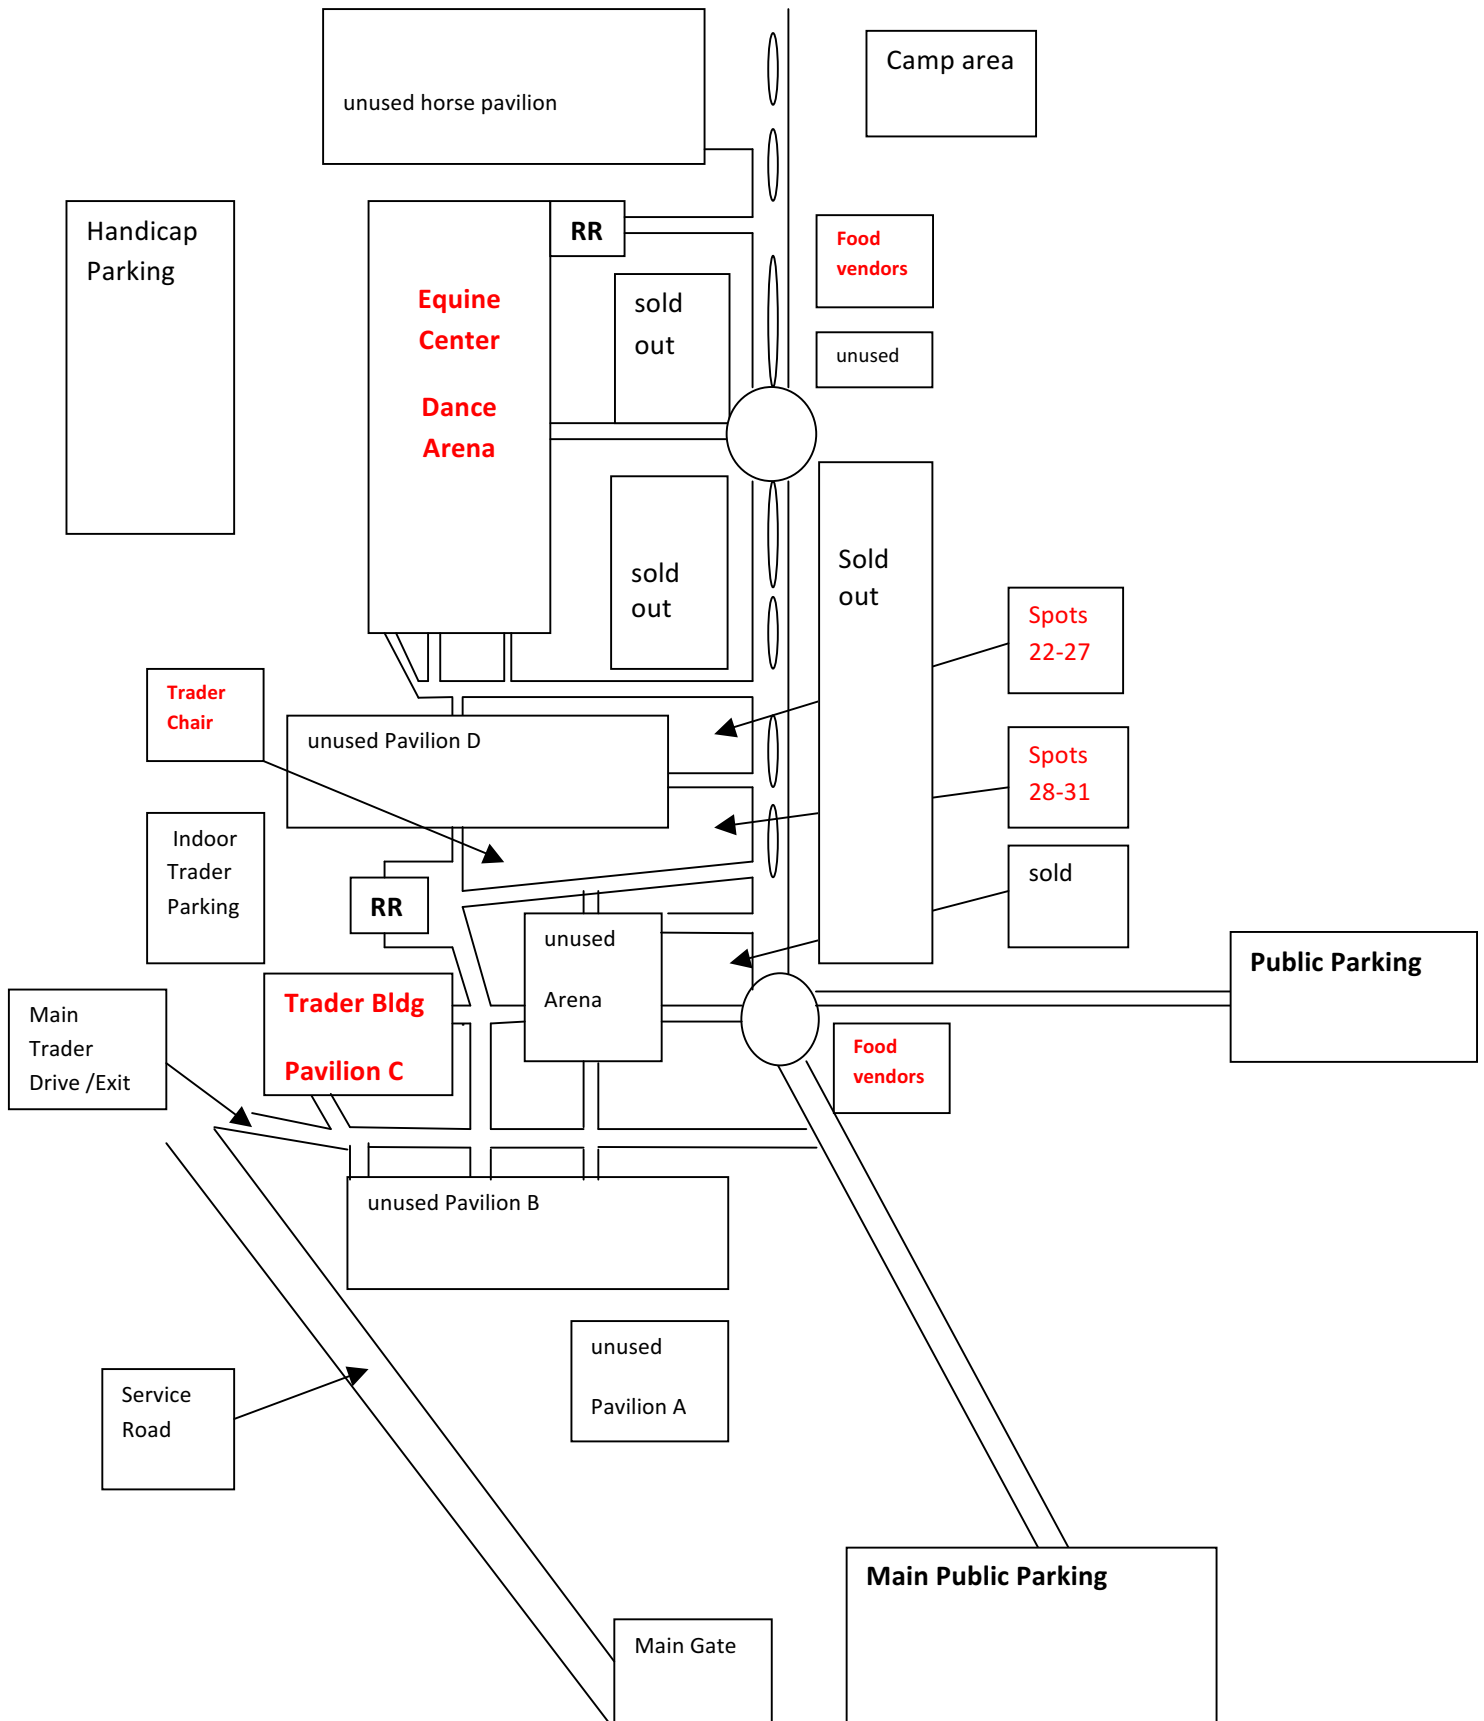 unused horse pavilion
Camp area
Handicap
Parking
RR
Equine
Center
Dance
Arena
sold
out
Food
vendors
unused
sold
out
Sold
out
Spots
22-27
Trader
Chair
unused Pavilion D
Spots
28-31
Indoor
Trader
Parking
RR
sold
unused
Arena
Public Parking
Trader Bldg
Pavilion C
Main
Trader
Drive /Exit
Food
vendors
unused Pavilion B
unused
Pavilion A
Service
Road
Main Public Parking
Main Gate